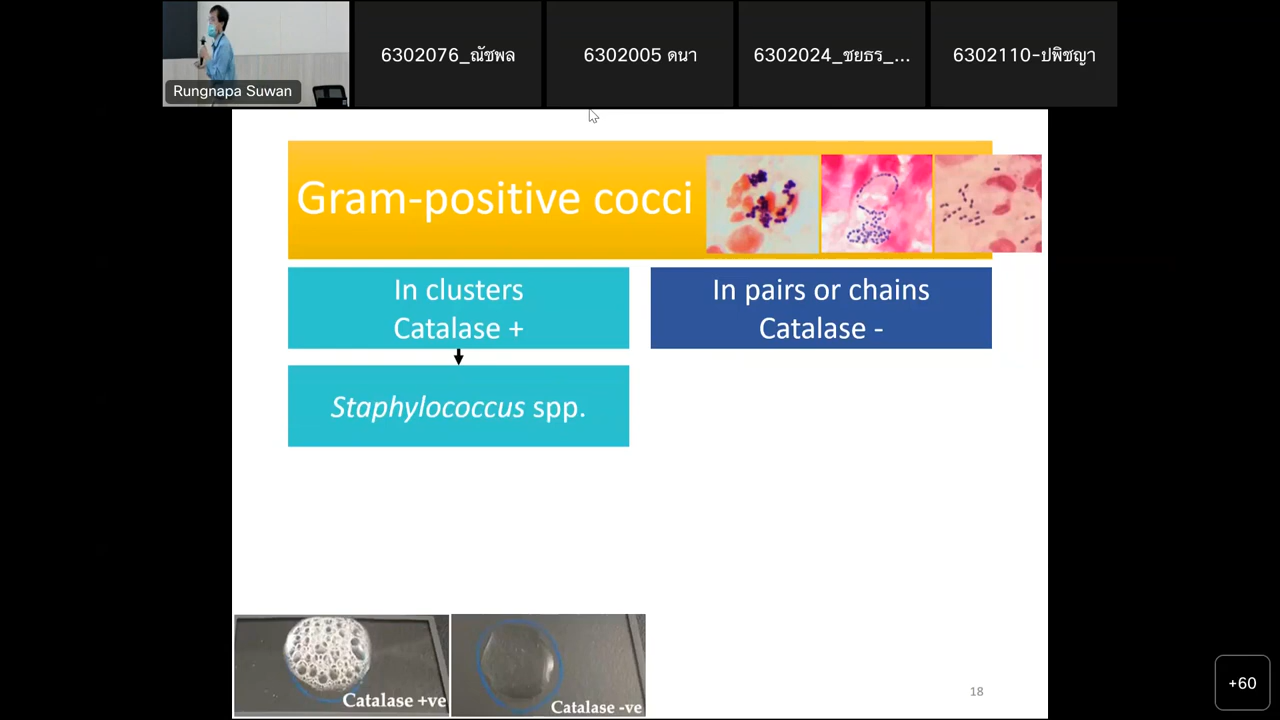 Rungnapa Suwan
6302076_ณัชพล
6302005 ดนา
6302024_ชยธร_...
6302110-ปพิชญา
Gram-positive cocci
In clusters
Catalase +
In pairs or chains
Catalase -
Staphylococcus spp.
Catalase +ve
Catalase -ve
18
+60